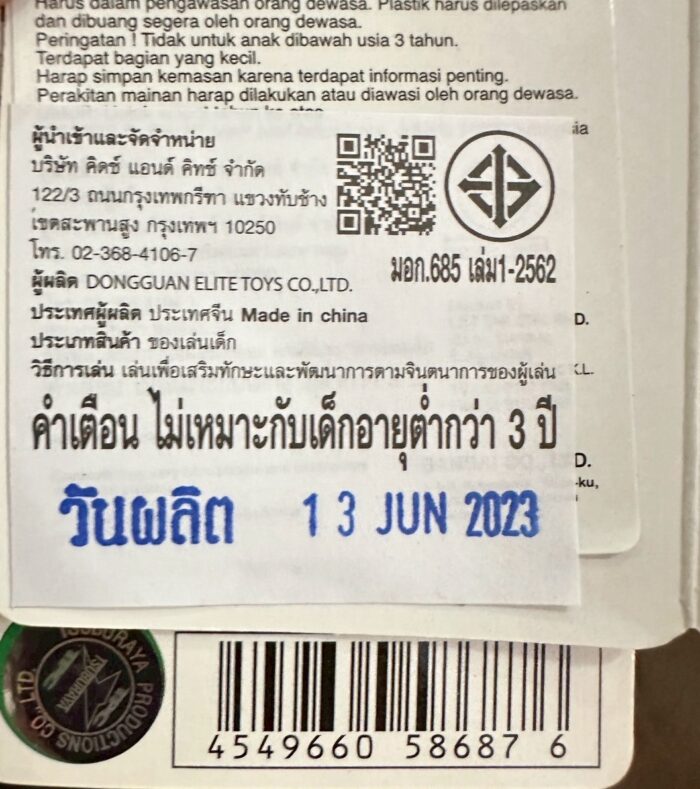 Harus dalam pengawasan orang dewasa. Plastik harus dilepaskan
dan dibuang segera oleh orang dewasa.
Peringatan ! Tidak untuk anak dibawah usia 3 tahun.
Terdapat bagian yang kecil.
Harap simpan kemasan karena terdapat informasi penting.
Perakitan mainan harap dilakukan atau diawasi oleh orang dewasa.
ผู้นำเข้าและจัดจำหน่าย
บริษัท คิดซ์ แอนด์ คิทซ์ จำกัด
122/3 ถนนกรุงเทพกรีฑา แขวงทับช้าง
เขตสะพานสูง กรุงเทพฯ 10250
โทร. 02-368-4106-7
มอก.685 เล่ม1-2562
ผู้ผลิต DONGGUAN ELITE TOYS CO.,LTD.
ประเทศผู้ผลิต ประเทศจีน Made in china
ประเภทสินค้า ของเล่นเด็ก
วิธีการเล่น เล่นเพื่อเสริมทักษะและพัฒนาการตามจินตนาการของผู้เล่น
คำเตือน ไม่เหมาะกับเด็กอายุต่ำกว่า 3 ปี
วันผลิต 13 JUN 2023
D.
D.
-ku,
TSUBURAYA PRODUCTIONS CO., LTD.
TSUBURAYA
4549660 58687 6